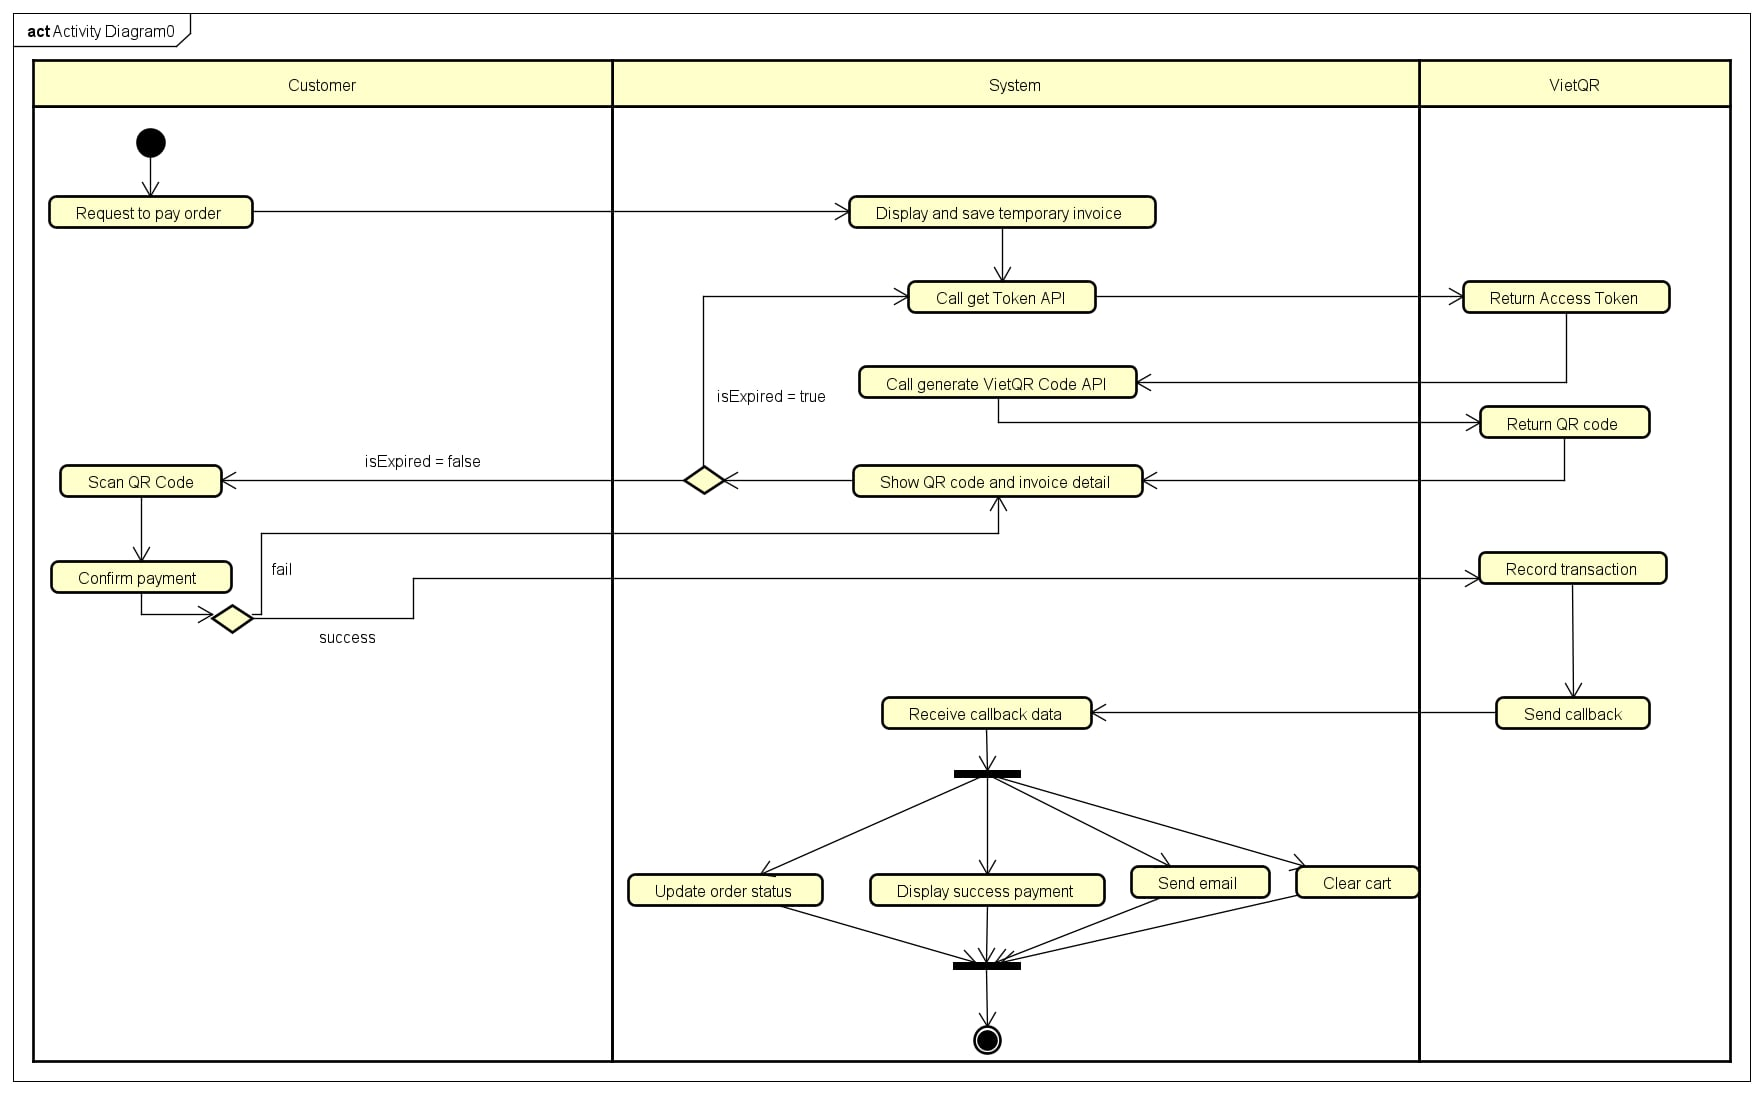 act Activity Diagram0
Customer
System
VietQR
Request to pay order
Display and save temporary invoice
Call get Token API
Return Access Token
Call generate VietQR Code API
isExpired = true
Return QR code
isExpired = false
Scan QR Code
Show QR code and invoice detail
Confirm payment
fail
Record transaction
success
Receive callback data
Send callback
Update order status
Display success payment
Send email
Clear cart